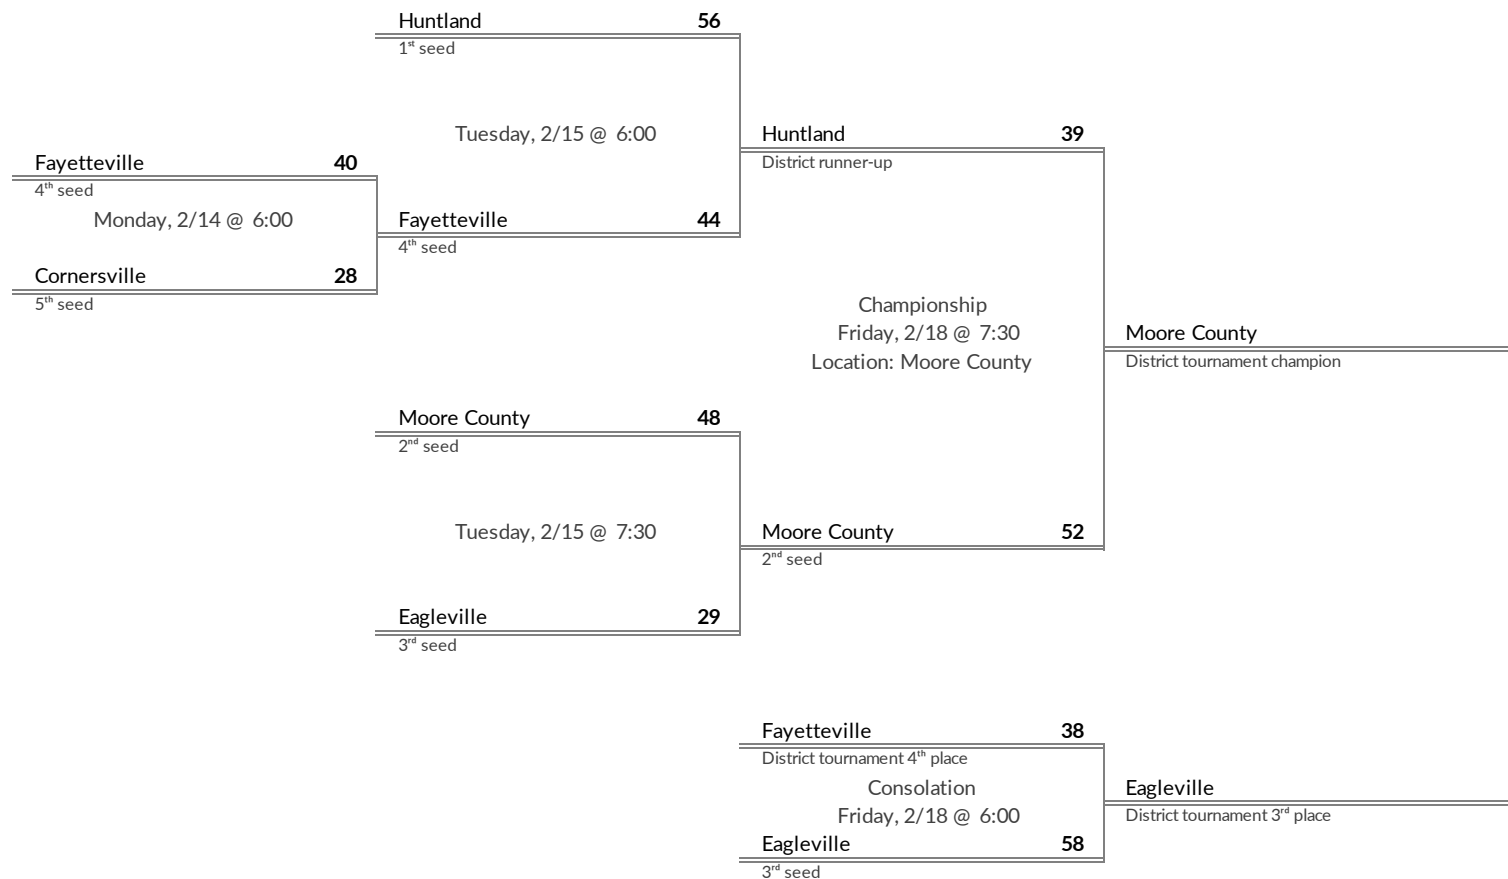 Huntland 56
1st seed
Tuesday, 2/15 @ 6:00
Huntland 39
Fayetteville 40
District runner-up
4th seed
Monday, 2/14 @ 6:00
Fayetteville 44
4th seed
Cornersville 28
5th seed
Championship
Friday, 2/18 @ 7:30
Moore County
Location: Moore County
District tournament champion
Moore County 48
2nd seed
Tuesday, 2/15 @ 7:30
Moore County 52
2nd seed
Eagleville 29
3rd seed
Fayetteville 38
District tournament 4th place
Consolation
Eagleville
Friday, 2/18 @ 6:00
District tournament 3rd place
Eagleville 58
3rd seed